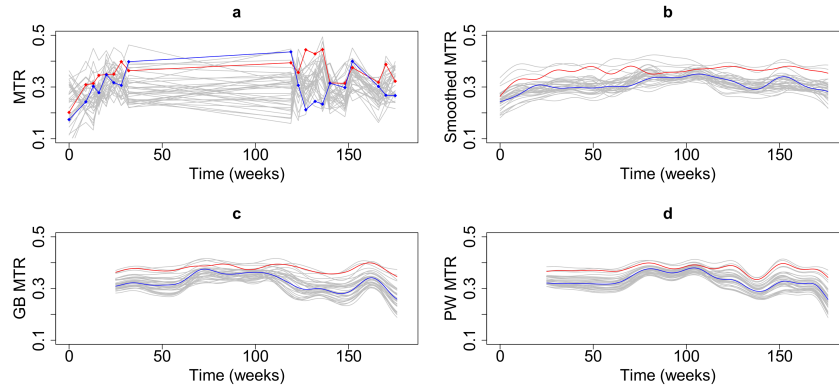 a
b
MTR
0.1 0.3 0.5
0 50 100 150
Time (weeks)
Smoothed MTR
0.1 0.3 0.5
0 50 100 150
Time (weeks)
c
d
GB MTR
0.1 0.3 0.5
0 50 100 150
Time (weeks)
PW MTR
0.1 0.3 0.5
0 50 100 150
Time (weeks)